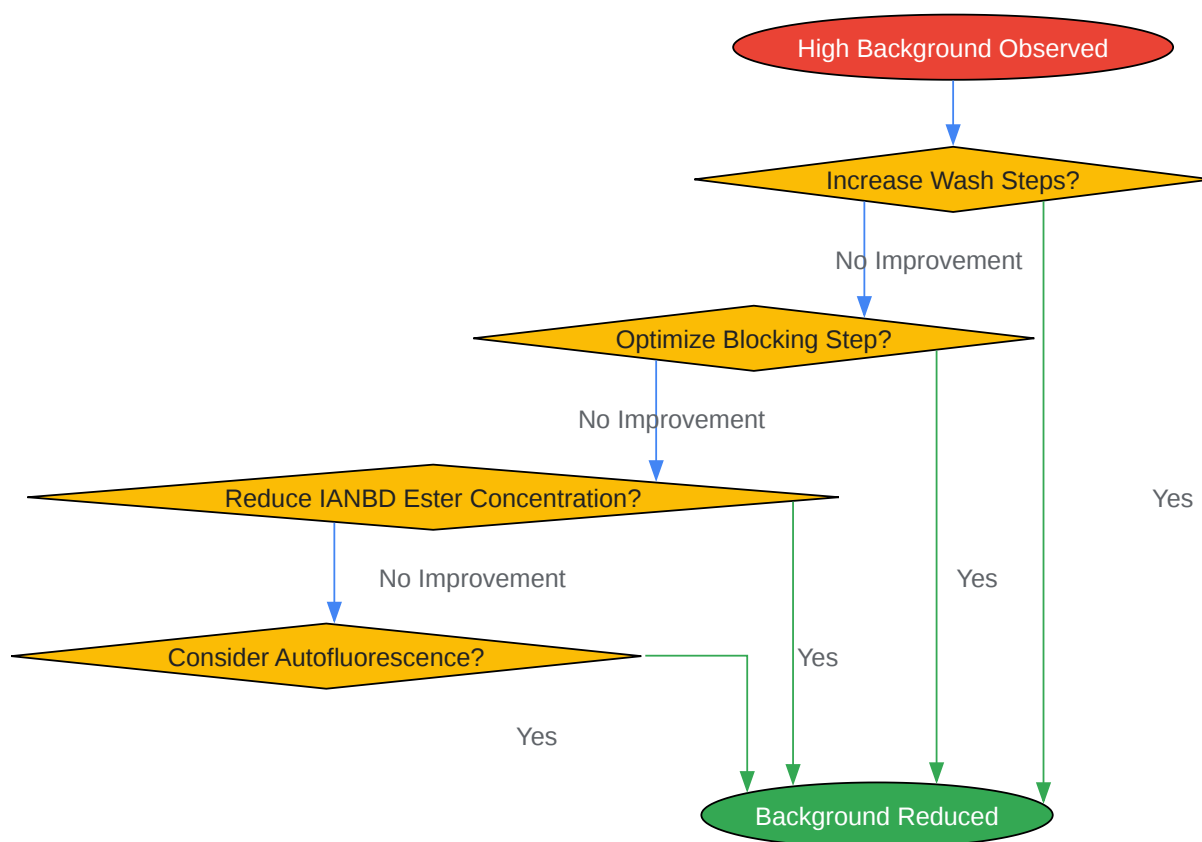 High Background Observed
Increase Wash Steps?
No Improvement
Optimize Blocking Step?
No Improvement
Yes
Reduce IANBD Ester Concentration?
No Improvement
Yes
Consider Autofluorescence?
Yes
Yes
Background Reduced